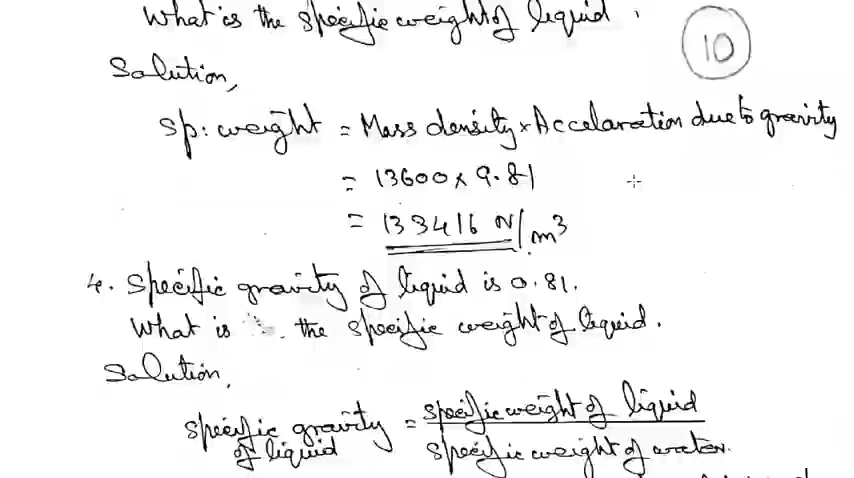 What is the specific weight of liquid.
10
Solution,
Sp: weight = Mass density × Accelaration due to gravity
= 13600 × 9.81
= 133416 N/m³
4. Specific gravity of liquid is 0.81.
What is the specific weight of liquid.
Solution,
specific gravity of liquid = specific weight of liquid / specific weight of water.